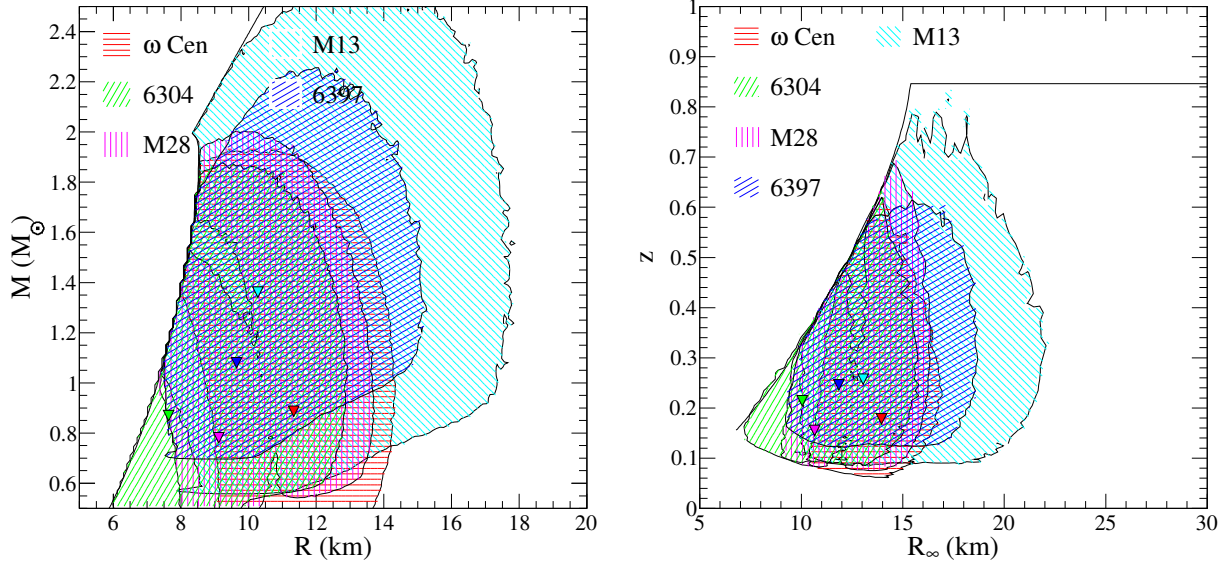 2.4
2.2
2
1.8
1.6
1.4
1.2
1
0.8
0.6
M (M⊙)
ω Cen
6304
M28
M13
6397
6 8 10 12 14 16 18 20
R (km)
1
0.9
0.8
0.7
0.6
0.5
0.4
0.3
0.2
0.1
0
z
ω Cen
6304
M28
6397
M13
5 10 15 20 25 30
R∞ (km)